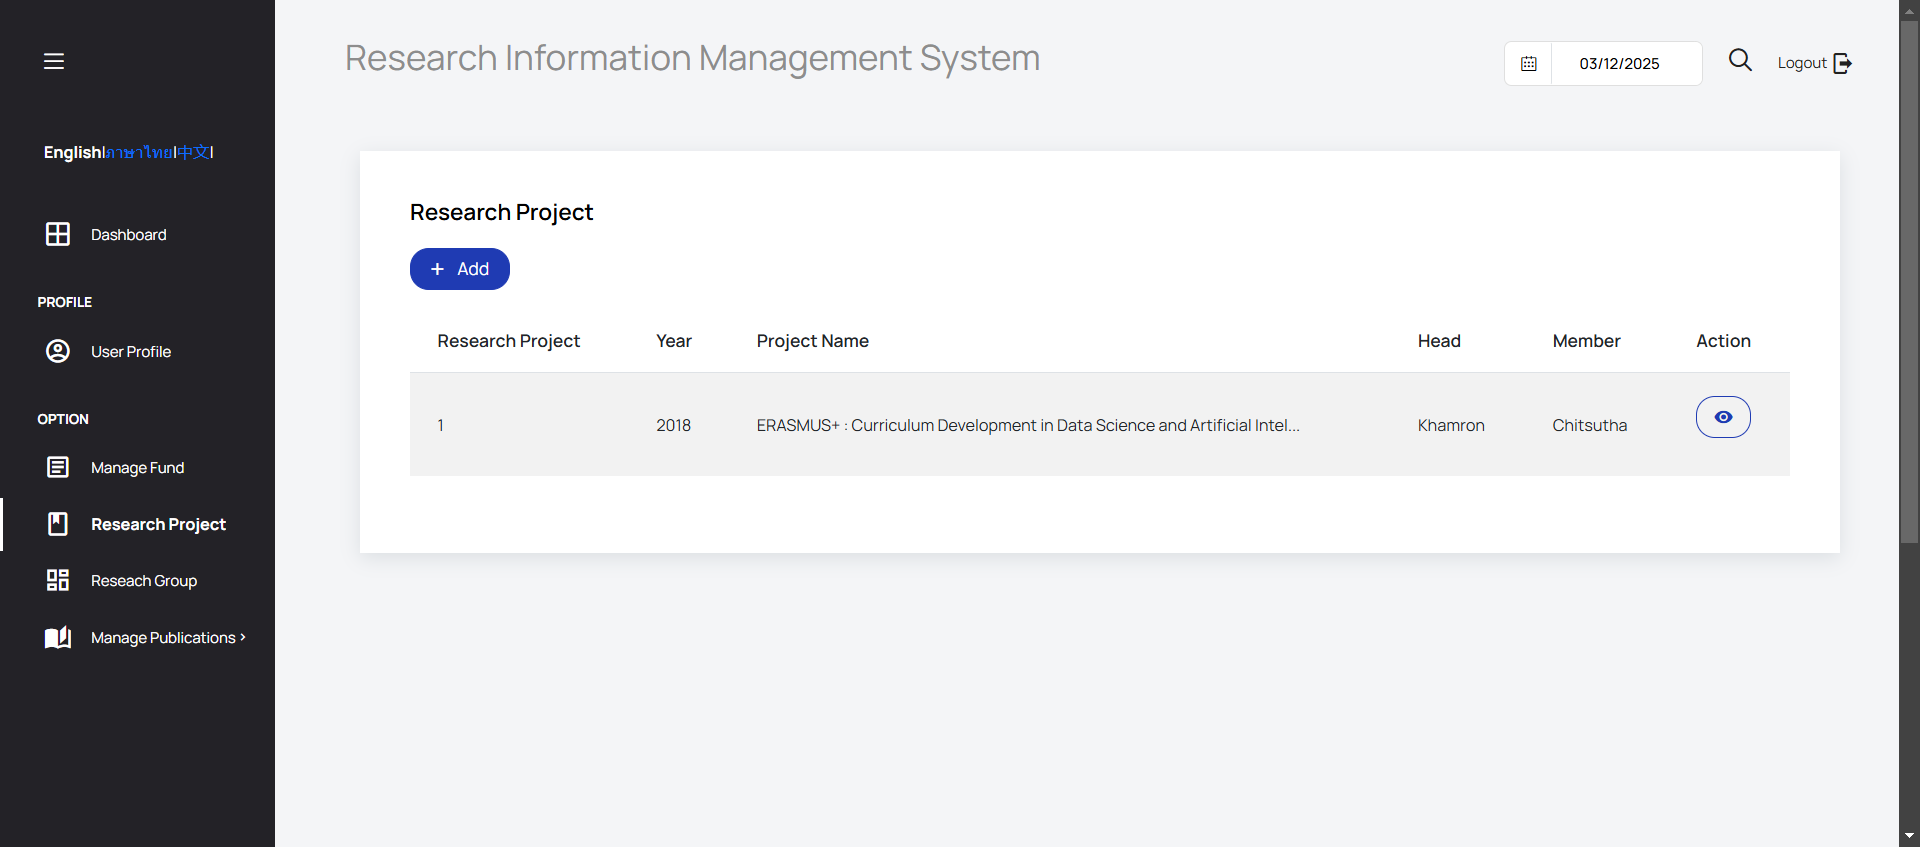 Research Information Management System
03/12/2025
Logout
English|ภาษาไทย|中文|
Dashboard
PROFILE
User Profile
OPTION
Manage Fund
Research Project
Reseach Group
Manage Publications
Research Project
+ Add
Research Project Year Project Name Head Member Action
1 2018 ERASMUS+ : Curriculum Development in Data Science and Artificial Intel... Khamron Chitsutha